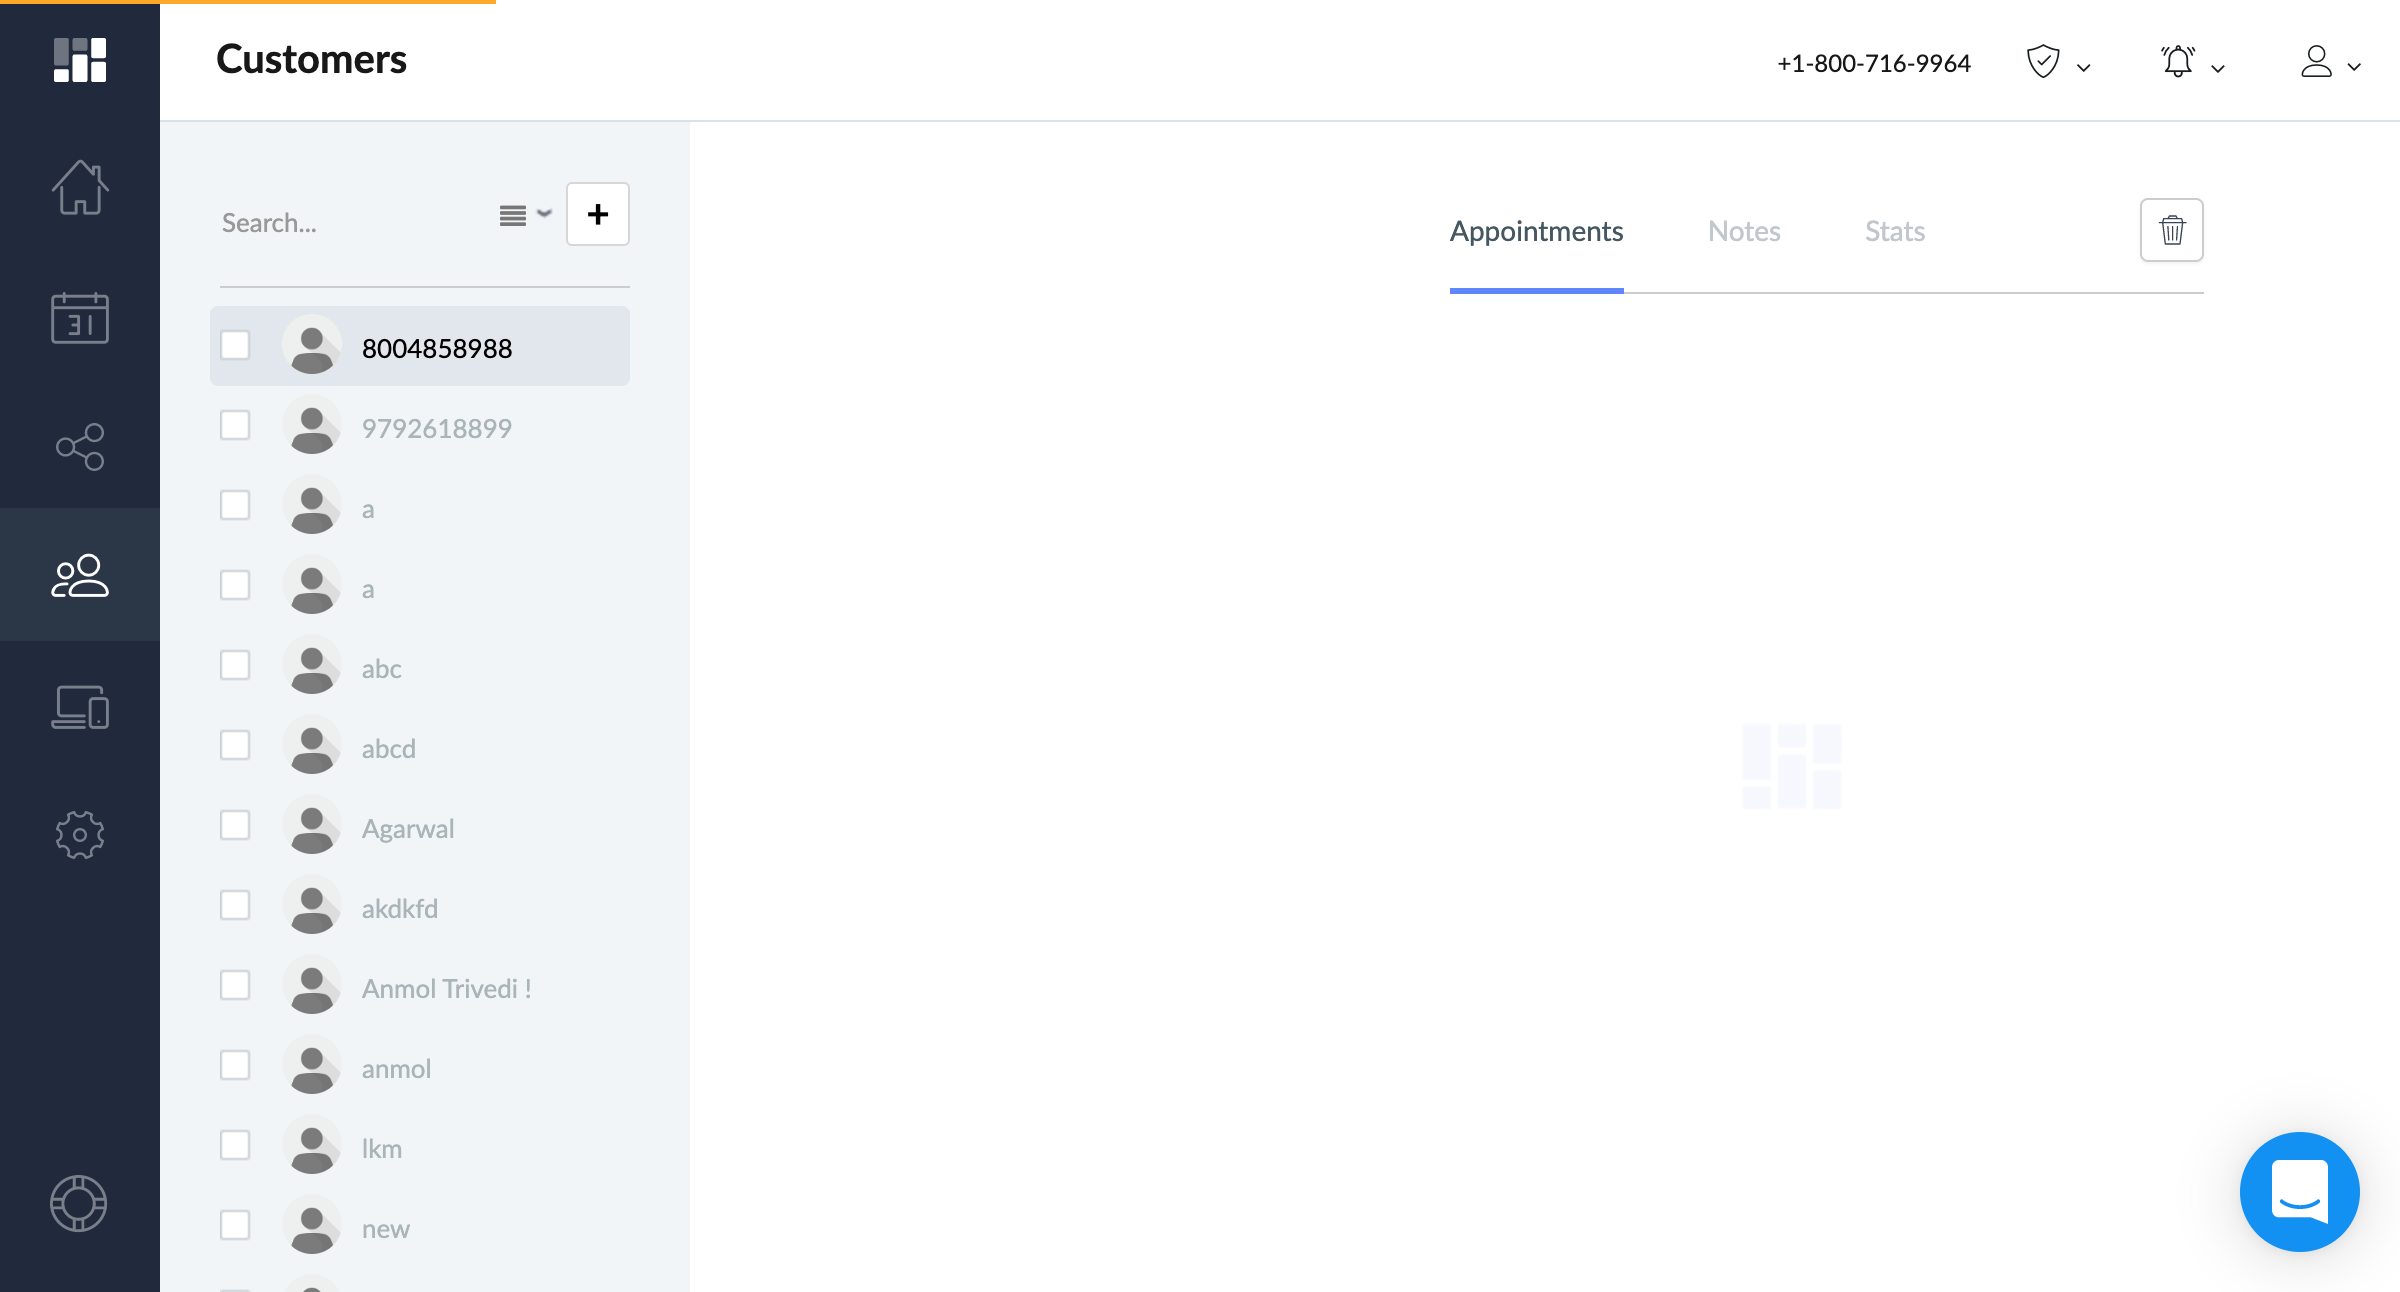 Customers
+1-800-716-9964
Search...
+
Appointments
Notes
Stats
31
8004858988
9792618899
a
a
abc
abcd
Agarwal
akdkfd
Anmol Trivedi !
anmol
lkm
new